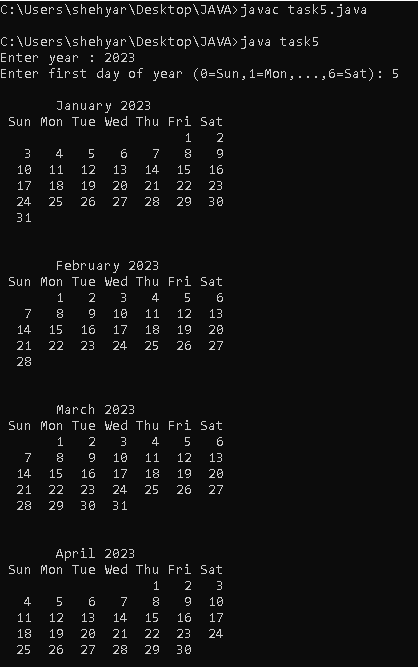 C:\Users\shehyar\Desktop\JAVA>javac task5.java
C:\Users\shehyar\Desktop\JAVA>java task5
Enter year : 2023
Enter first day of year (0=Sun,1=Mon,...,6=Sat): 5
January 2023
Sun Mon Tue Wed Thu Fri Sat
1 2
3 4 5 6 7 8 9
10 11 12 13 14 15 16
17 18 19 20 21 22 23
24 25 26 27 28 29 30
31
February 2023
Sun Mon Tue Wed Thu Fri Sat
1 2 3 4 5 6
7 8 9 10 11 12 13
14 15 16 17 18 19 20
21 22 23 24 25 26 27
28
March 2023
Sun Mon Tue Wed Thu Fri Sat
1 2 3 4 5 6
7 8 9 10 11 12 13
14 15 16 17 18 19 20
21 22 23 24 25 26 27
28 29 30 31
April 2023
Sun Mon Tue Wed Thu Fri Sat
1 2 3
4 5 6 7 8 9 10
11 12 13 14 15 16 17
18 19 20 21 22 23 24
25 26 27 28 29 30